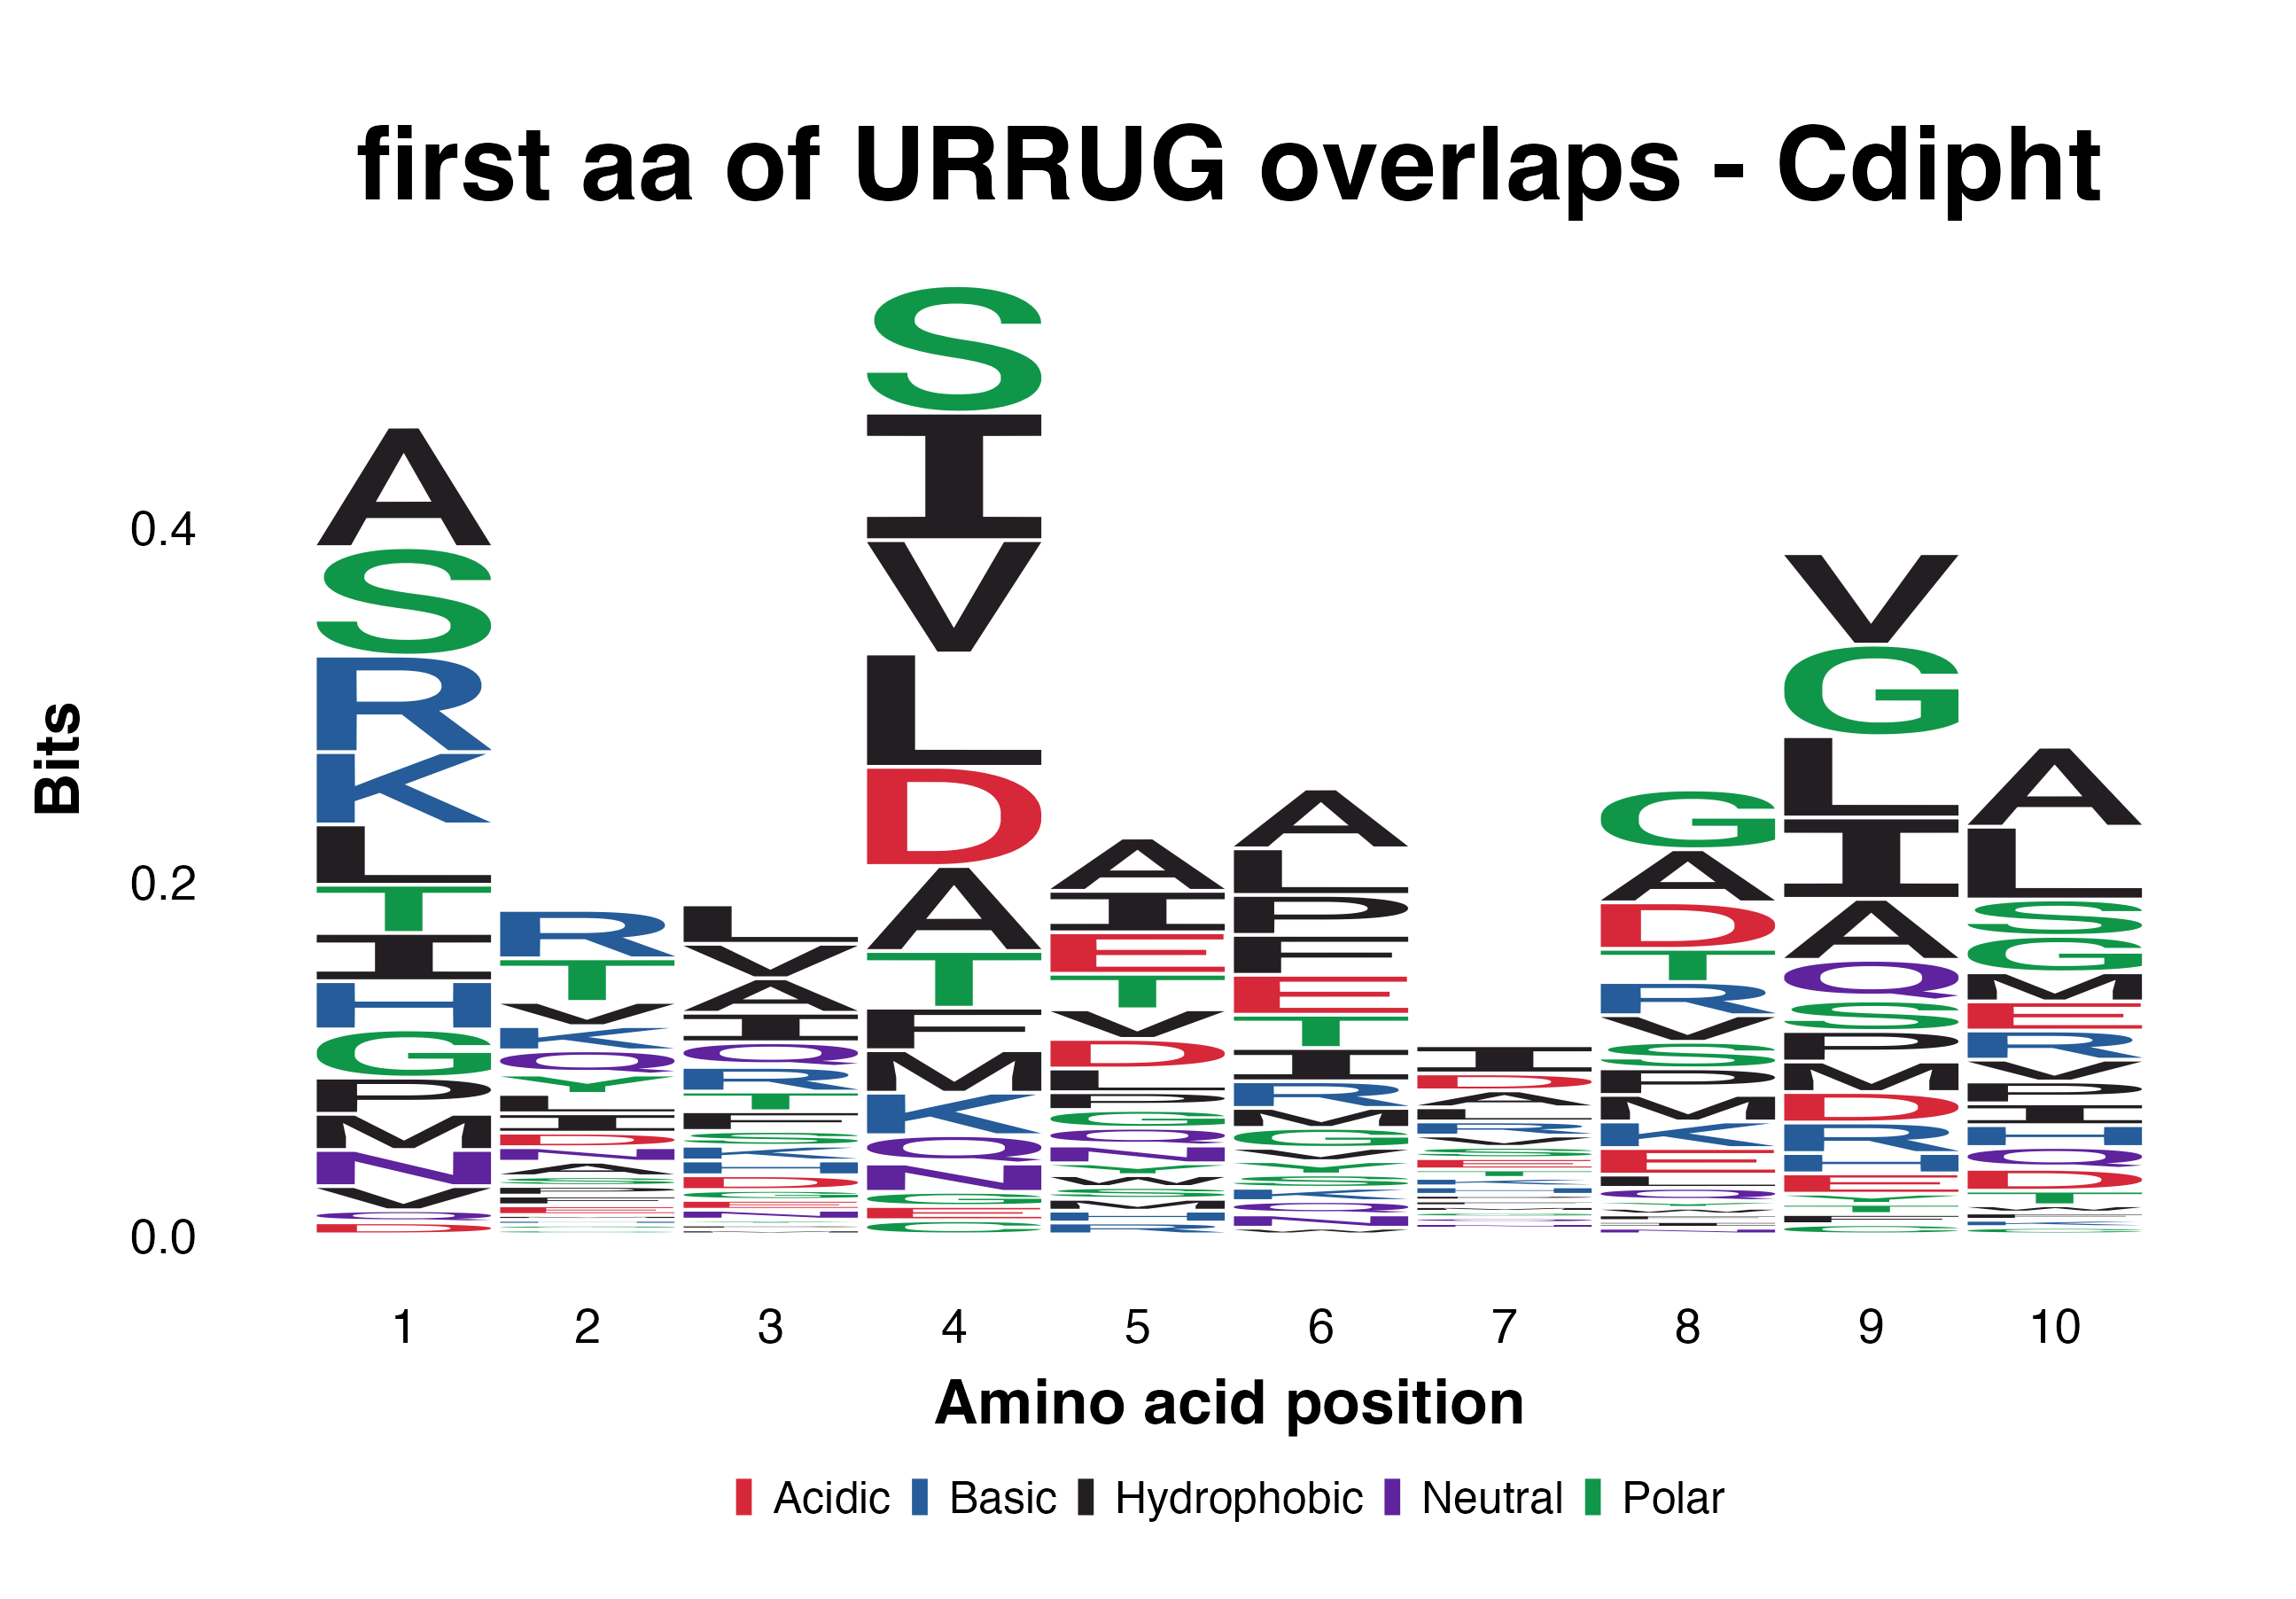 first aa of URRUG overlaps - Cdipht
Bits
0.4
0.2
0.0
A S R K L T I H G P M N V Q D
R T V K Q Y L I D N A S P F E
L V A I Q R T F S K H D G E N
S I V L D A T F M K Q N G E C
A I E T V D L P G Q N Y W S M H R
A L P F E T I R M G V Y S K Q N W
I D A L R V S E T K H
G A D T R V S P M K E L Q Y
V G L I A Q S P M D R H E Y T F C
A L S G M E R V P I H Q D T W F K C
1 2 3 4 5 6 7 8 9 10
Amino acid position
Acidic Basic Hydrophobic Neutral Polar